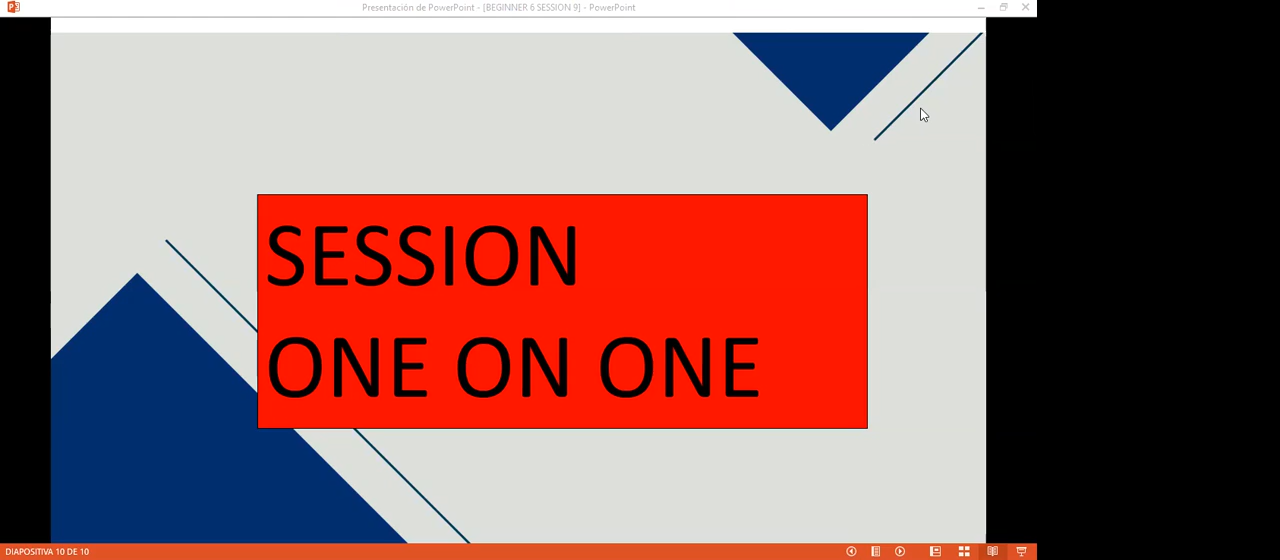 Presentación de PowerPoint - [BEGINNER 6 SESSION 9] - PowerPoint
SESSION
ONE ON ONE
DIAPOSITIVA 10 DE 10